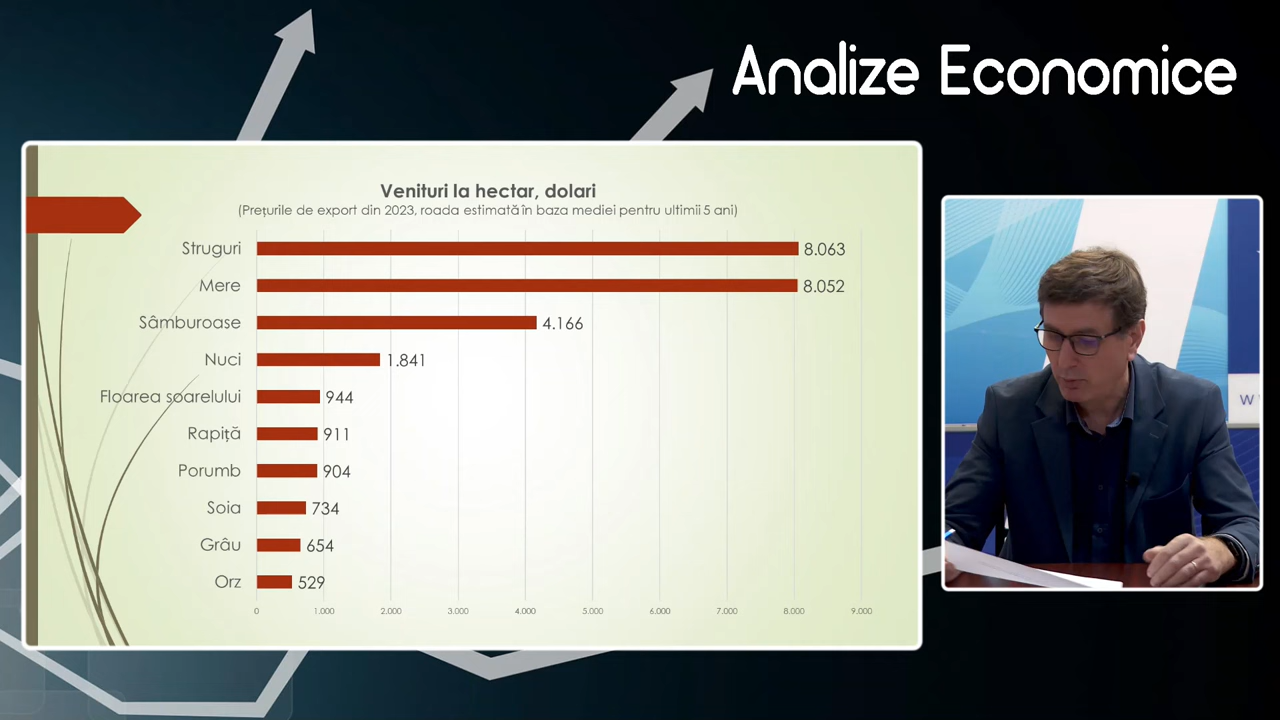 Analize Economice
Venituri la hectar, dolari
(Prețurile de export din 2023, roada estimată în baza mediei pentru ultimii 5 ani)
Struguri 8.063
Mere 8.052
Sâmburoase 4.166
Nuci 1.841
Floarea soarelului 944
Rapiță 911
Porumb 904
Soia 734
Grâu 654
Orz 529
0 1.000 2.000 3.000 4.000 5.000 6.000 7.000 8.000 9.000
W